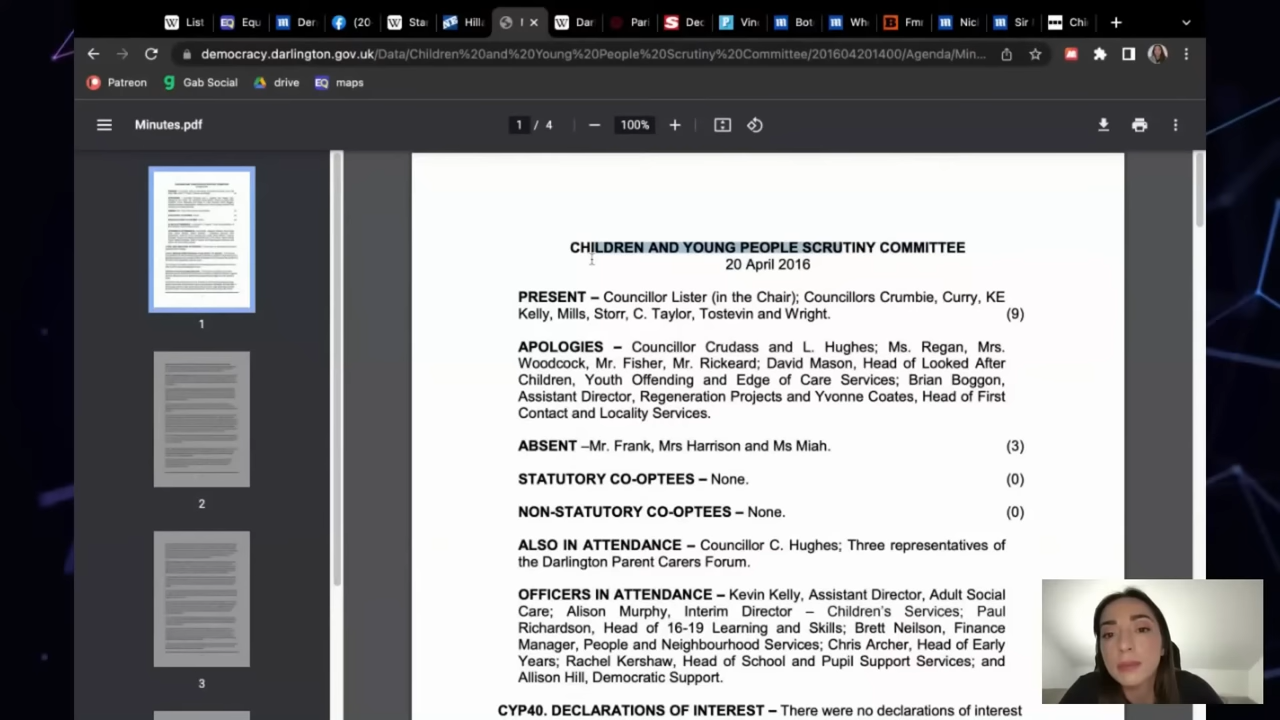 List
Equ
Den
(20
Star
Hilla
Dar
Parl
Dec
Vin
Bot
Whe
Fmr
Nicl
Sir
Chi
democracy.darlington.gov.uk/Data/Children%20and%20Young%20People%20Scrutiny%20Committee/201604201400/Agenda/Min...
Patreon Gab Social drive maps
Minutes.pdf 1 / 4 100%
CHILDREN AND YOUNG PEOPLE SCRUTINY COMMITTEE
20 April 2016
PRESENT – Councillor Lister (in the Chair); Councillors Crumbie, Curry, KE
Kelly, Mills, Storr, C. Taylor, Tostevin and Wright. (9)
APOLOGIES – Councillor Crudass and L. Hughes; Ms. Regan, Mrs.
Woodcock, Mr. Fisher, Mr. Rickeard; David Mason, Head of Looked After
Children, Youth Offending and Edge of Care Services; Brian Boggon,
Assistant Director, Regeneration Projects and Yvonne Coates, Head of First
Contact and Locality Services.
ABSENT –Mr. Frank, Mrs Harrison and Ms Miah. (3)
STATUTORY CO-OPTEES – None. (0)
NON-STATUTORY CO-OPTEES – None. (0)
ALSO IN ATTENDANCE – Councillor C. Hughes; Three representatives of
the Darlington Parent Carers Forum.
OFFICERS IN ATTENDANCE – Kevin Kelly, Assistant Director, Adult Social
Care; Alison Murphy, Interim Director – Children's Services; Paul
Richardson, Head of 16-19 Learning and Skills; Brett Neilson, Finance
Manager, People and Neighbourhood Services; Chris Archer, Head of Early
Years; Rachel Kershaw, Head of School and Pupil Support Services; and
Allison Hill, Democratic Support.
CYP40. DECLARATIONS OF INTEREST – There were no declarations of interest
1
2
3